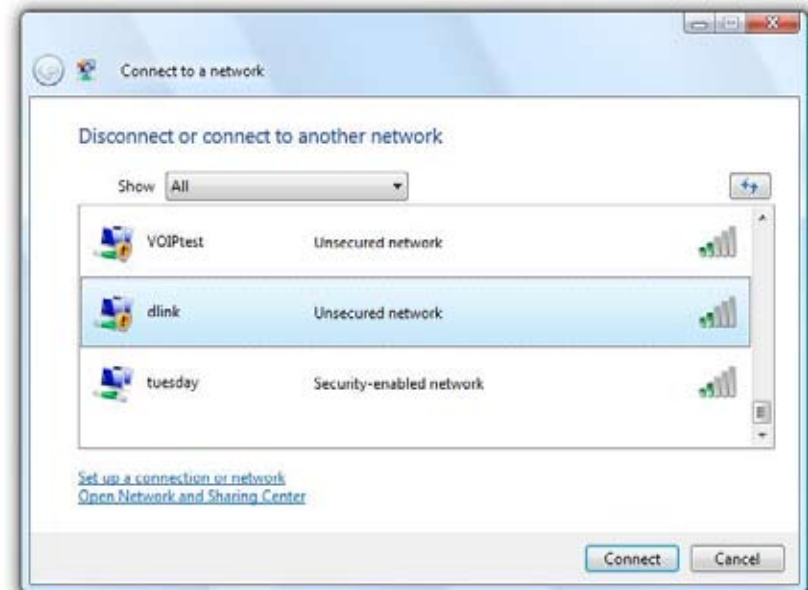 Connect to a network
Disconnect or connect to another network
Show All
VOIPtest Unsecured network
dlink Unsecured network
tuesday Security-enabled network
Set up a connection or network
Open Network and Sharing Center
Connect Cancel